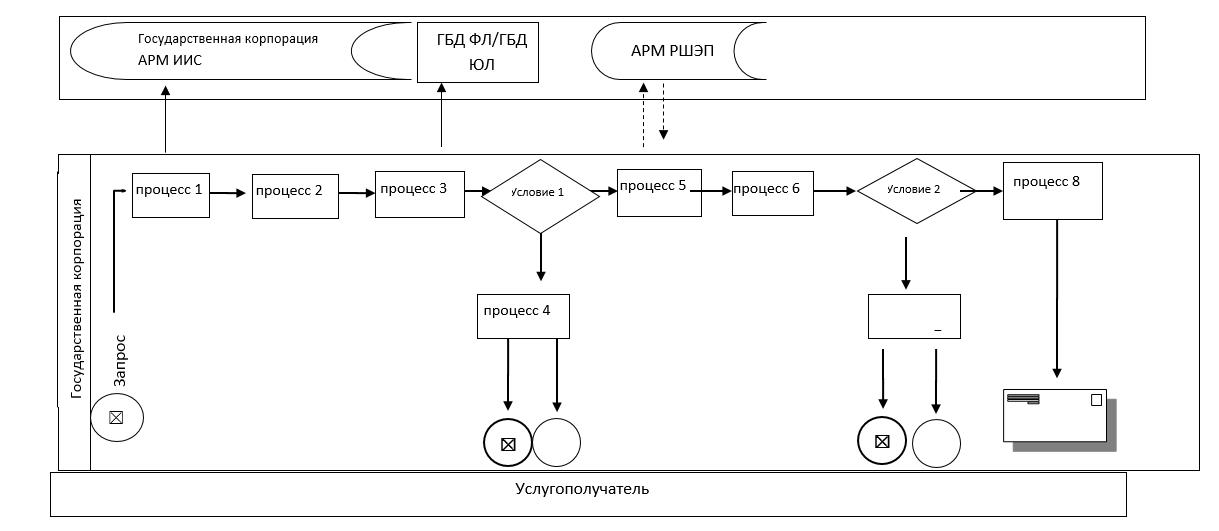 Государственная корпорация
АРМ ИИС
ГБД ФЛ/ГБД
ЮЛ
АРМ РШЭП
Государственная корпорация
Запрос
процесс 1
процесс 2
процесс 3
Условие 1
процесс 5
процесс 6
Условие 2
процесс 8
процесс 4
_
Услугополучатель